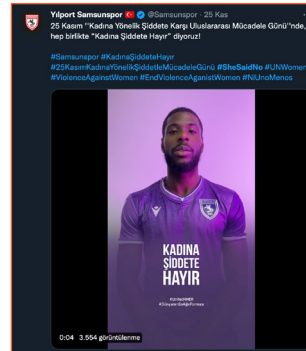 Yılport Samsunspor @Samsunspor · 25 Kas
25 Kasım "Kadına Yönelik Şiddete Karşı Uluslararası Mücadele Günü"nde,
hep birlikte "Kadına Şiddete Hayır" diyoruz!
#Samsunspor #KadınaŞiddeteHayır
#25KasımKadınaYönelikŞiddetleMücadeleGünü #SheSaidNo #UNWomen
#ViolenceAgainstWomen #EndViolenceAganistWomen #NiUnoMenos
KADINA
ŞİDDETE
HAYIR
0:04 3.554 görüntülenme